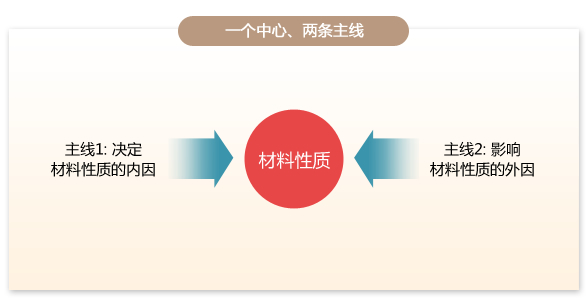 一个中心、两条主线
主线1: 决定
材料性质的内因
材料性质
主线2: 影响
材料性质的外因